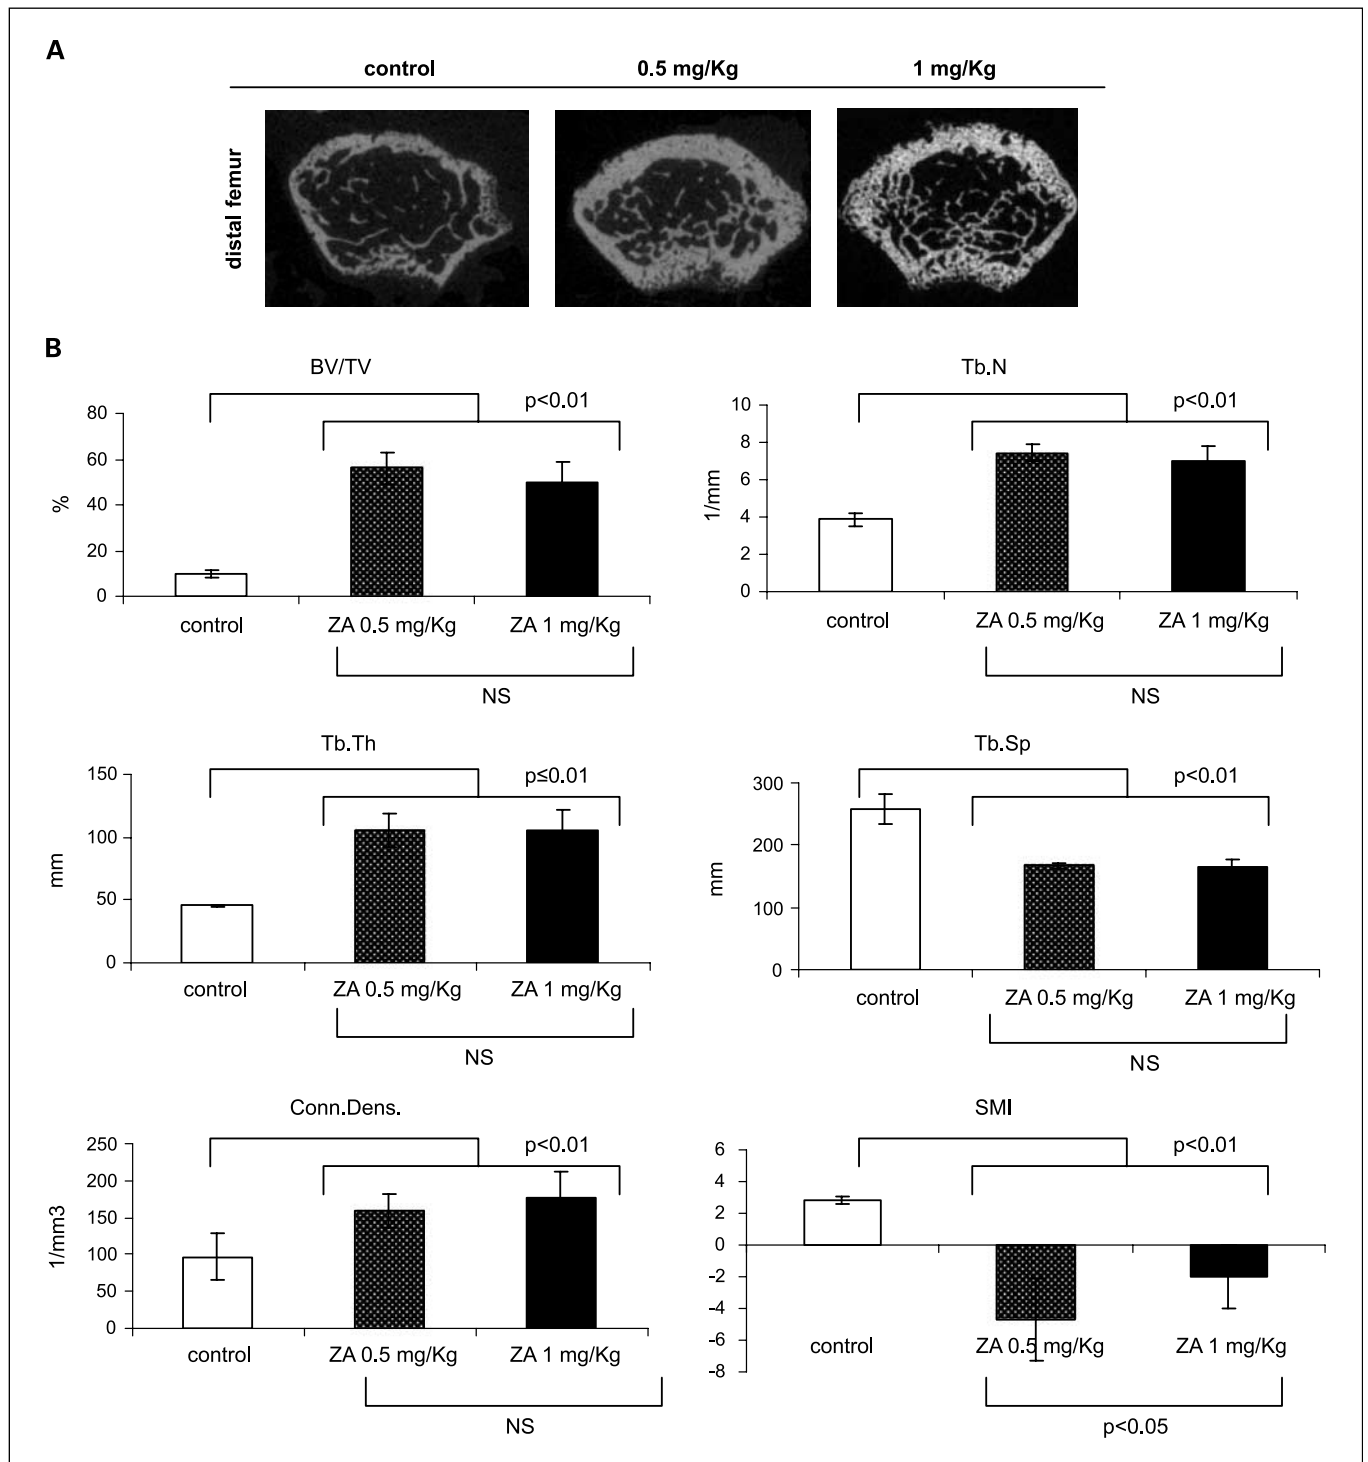 A
control 0.5 mg/Kg 1 mg/Kg
distal femur
B
BV/TV
p<0.01
%
80
60
40
20
0
control ZA 0.5 mg/Kg ZA 1 mg/Kg
NS
Tb.N
p<0.01
1/mm
10
8
6
4
2
0
control ZA 0.5 mg/Kg ZA 1 mg/Kg
NS
Tb.Th
p≤0.01
mm
150
100
50
0
control ZA 0.5 mg/Kg ZA 1 mg/Kg
NS
Tb.Sp
p<0.01
mm
300
200
100
0
control ZA 0.5 mg/Kg ZA 1 mg/Kg
NS
Conn.Dens.
p<0.01
1/mm3
250
200
150
100
50
0
control ZA 0.5 mg/Kg ZA 1 mg/Kg
NS
SMI
p<0.01
6
4
2
0
-2
-4
-6
-8
control ZA 0.5 mg/Kg ZA 1 mg/Kg
p<0.05